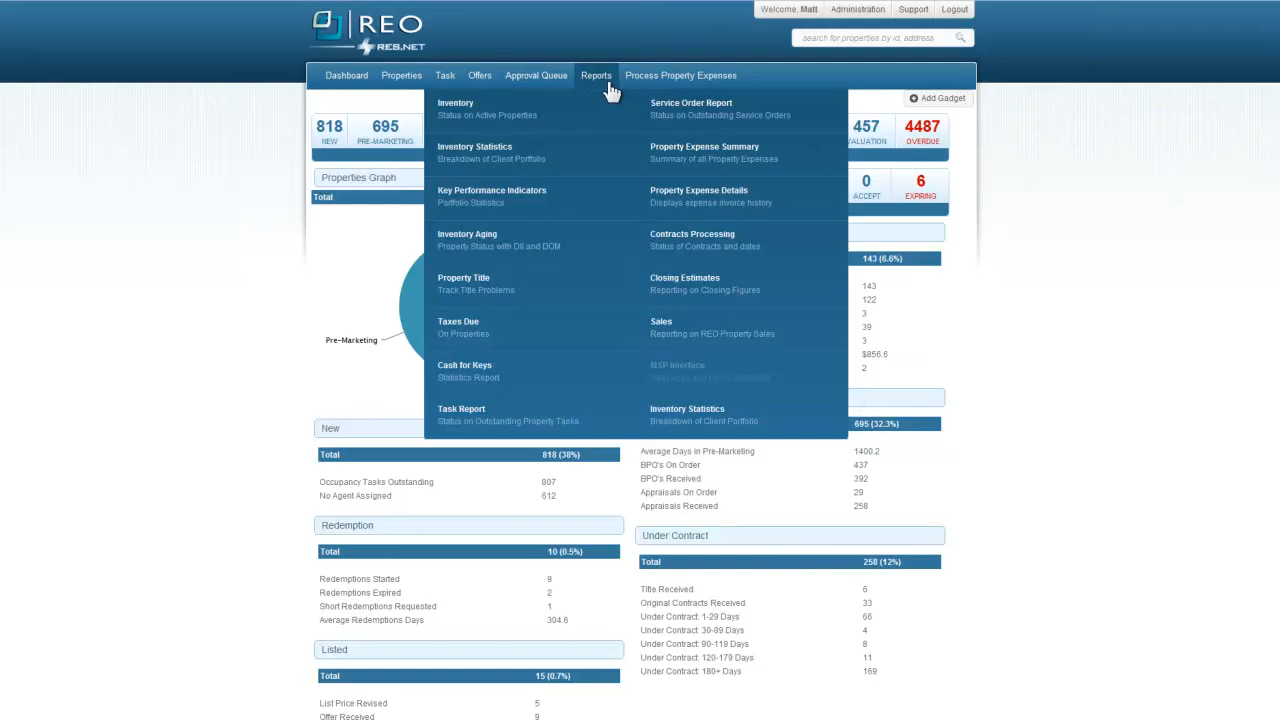 Welcome, Matt Administration Support Logout
REO
RES.NET
search for properties by id, address
Dashboard Properties Task Offers Approval Queue Reports Process Property Expenses
Add Gadget
818 695 457 4487
NEW PRE-MARKETING VALUATION OVERDUE
0 6
ACCEPT EXPIRING
Properties Graph
Total
Pre-Marketing
Inventory
Status on Active Properties
Inventory Statistics
Breakdown of Client Portfolio
Key Performance Indicators
Portfolio Statistics
Inventory Aging
Property Status with DII and DOM
Property Title
Track Title Problems
Taxes Due
On Properties
Cash for Keys
Statistics Report
Task Report
Status on Outstanding Property Tasks
Service Order Report
Status on Outstanding Service Orders
Property Expense Summary
Summary of all Property Expenses
Property Expense Details
Displays expense invoice history
Contracts Processing
Status of Contracts and dates
Closing Estimates
Reporting on Closing Figures
Sales
Reporting on REO Property Sales
MSP Interface
Inventory Statistics
Breakdown of Client Portfolio
143 (6.6%)
143
122
3
39
3
$856.6
2
New
Total 818 (38%)
Occupancy Tasks Outstanding 807
No Agent Assigned 612
Redemption
Total 10 (0.5%)
Redemptions Started 9
Redemptions Expired 2
Short Redemptions Requested 1
Average Redemptions Days 304.6
Listed
Total 15 (0.7%)
List Price Revised 5
Offer Received 9
695 (32.3%)
Average Days in Pre-Marketing 1400.2
BPO's On Order 437
BPO's Received 392
Appraisals On Order 29
Appraisals Received 258
Under Contract
Total 258 (12%)
Title Received 6
Original Contracts Received 33
Under Contract: 1-29 Days 66
Under Contract: 30-89 Days 4
Under Contract: 90-119 Days 8
Under Contract: 120-179 Days 11
Under Contract: 180+ Days 169